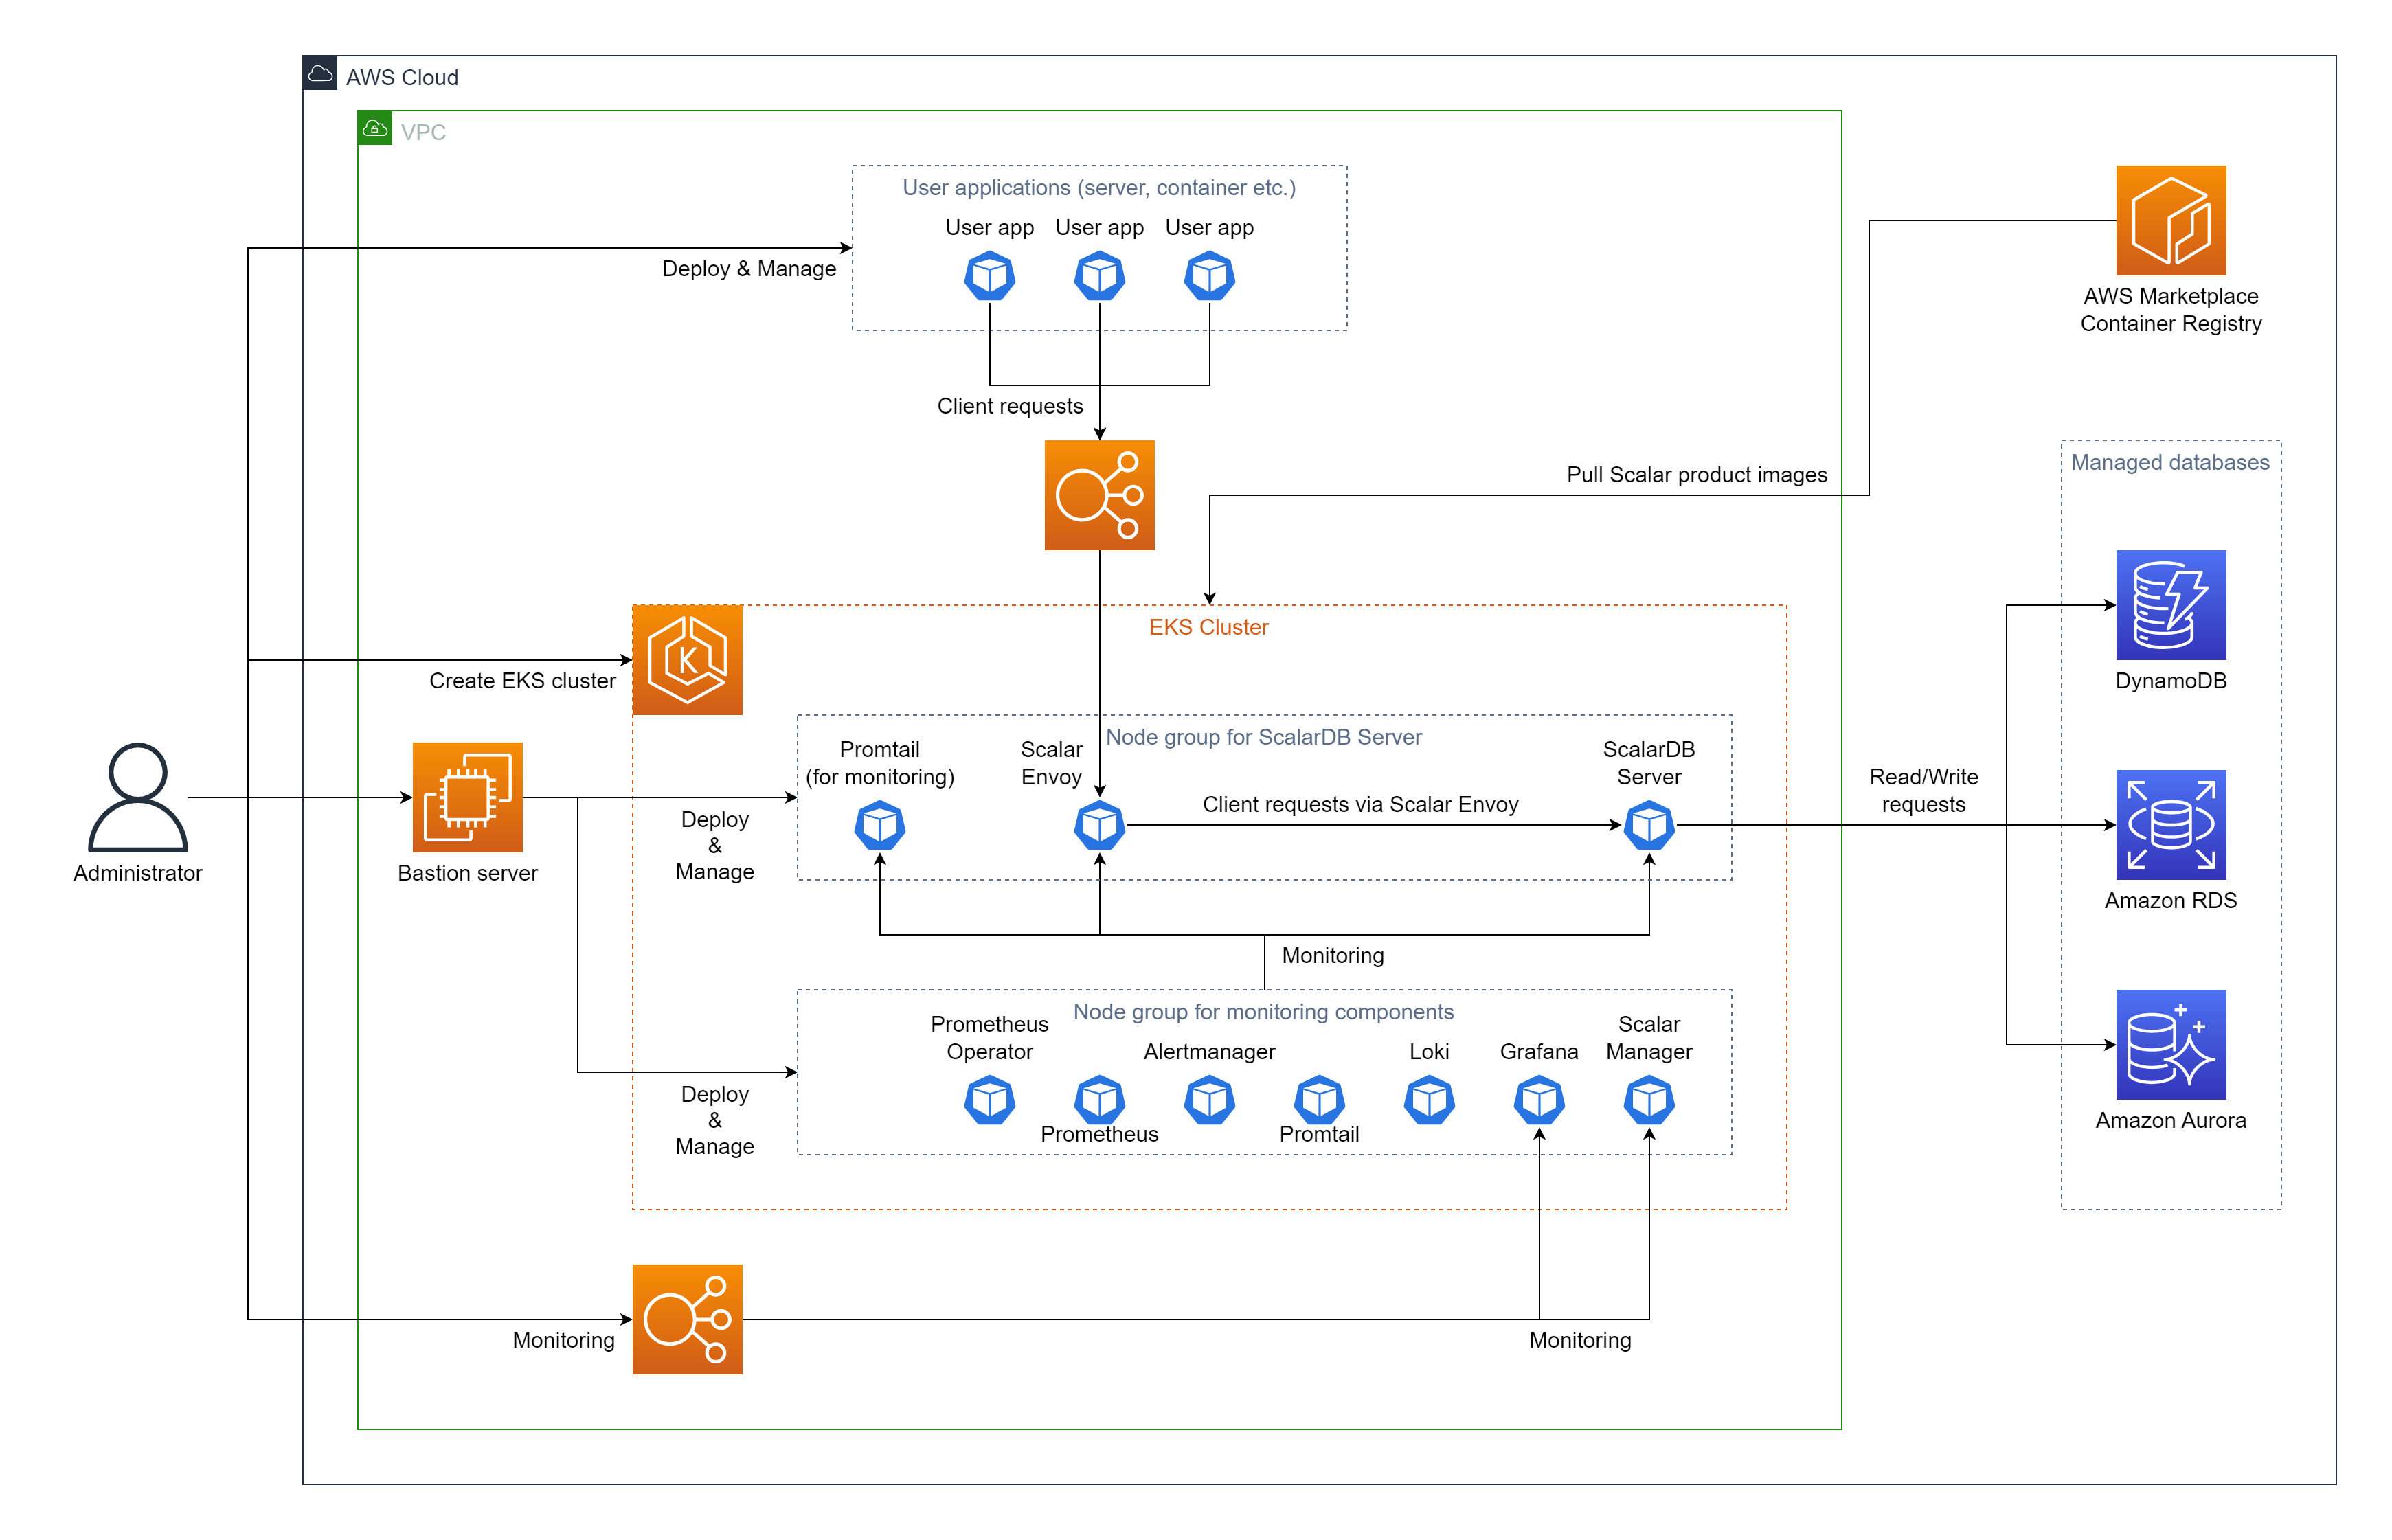 AWS Cloud
VPC
User applications (server, container etc.)
User app
User app
User app
Deploy & Manage
AWS Marketplace
Container Registry
Client requests
Pull Scalar product images
Managed databases
EKS Cluster
K
Create EKS cluster
DynamoDB
Node group for ScalarDB Server
Promtail
(for monitoring)
Scalar
Envoy
ScalarDB
Server
Client requests via Scalar Envoy
Read/Write
requests
Administrator
Bastion server
Deploy
&
Manage
Amazon RDS
Monitoring
Node group for monitoring components
Prometheus
Operator
Prometheus
Alertmanager
Promtail
Loki
Grafana
Scalar
Manager
Deploy
&
Manage
Amazon Aurora
Monitoring
Monitoring